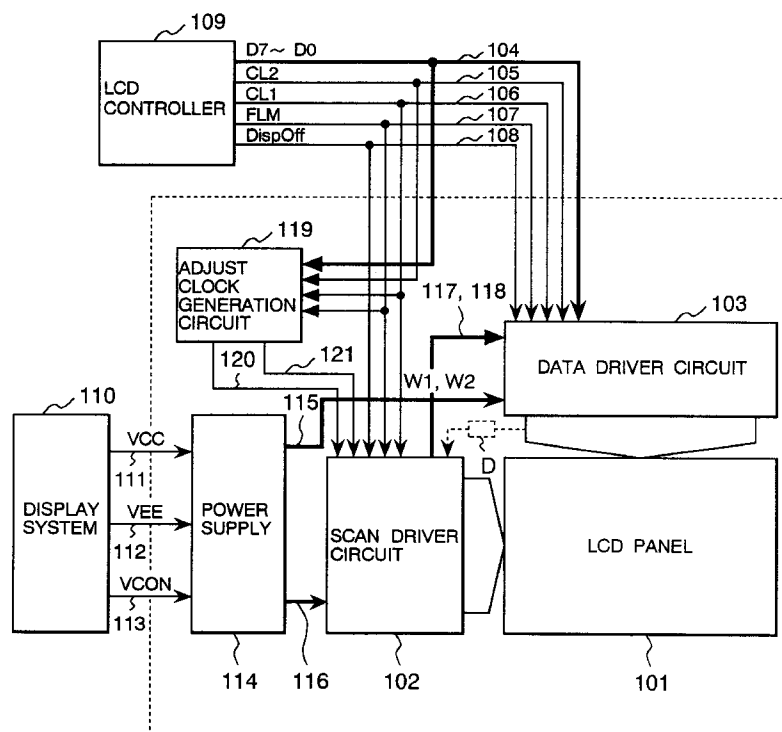 109
LCD
CONTROLLER
D7~ D0
CL2
CL1
FLM
DispOff
104
105
106
107
108
119
ADJUST
CLOCK
GENERATION
CIRCUIT
117, 118
103
DATA DRIVER CIRCUIT
120
121
W1, W2
110
DISPLAY
SYSTEM
VCC
111
VEE
112
VCON
113
115
POWER
SUPPLY
114
116
D
SCAN DRIVER
CIRCUIT
102
LCD PANEL
101